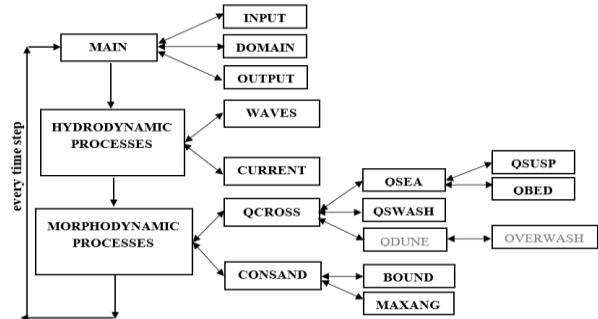 INPUT
MAIN
DOMAIN
OUTPUT
HYDRODYNAMIC
PROCESSES
WAVES
CURRENT
every time step
MORPHODYNAMIC
PROCESSES
QCROSS
QSEA
QSUSP
QBED
QSWASH
QDUNE
OVERWASH
CONSAND
BOUND
MAXANG